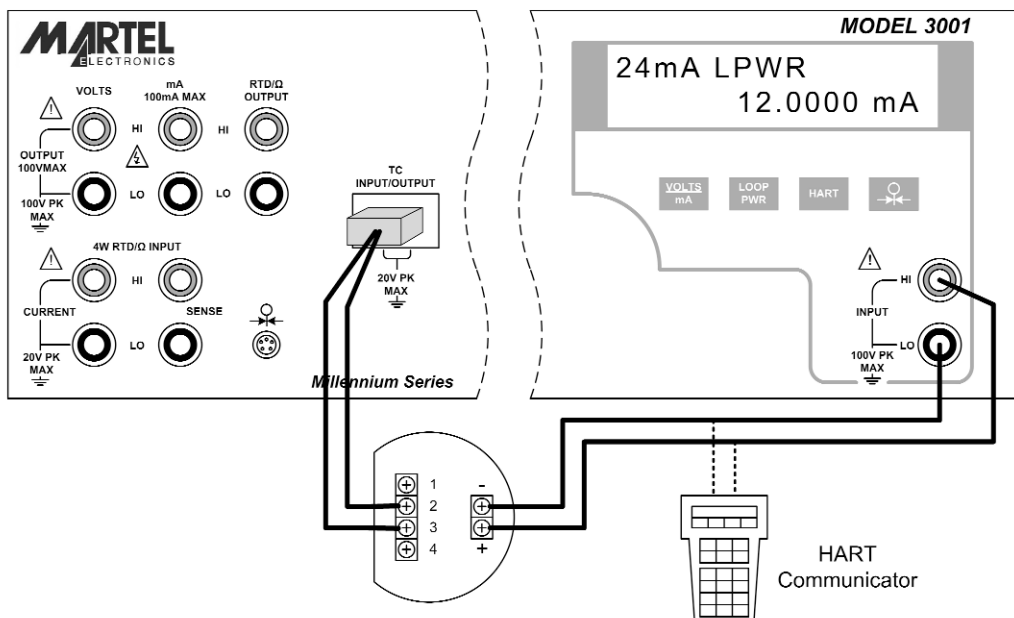 MARTEL
ELECTRONICS
VOLTS
mA
100mA MAX
RTD/Ω
OUTPUT
HI
HI
OUTPUT
100VMAX
LO
LO
100V PK
MAX
4W RTD/Ω INPUT
HI
CURRENT
SENSE
LO
20V PK
MAX
TC
INPUT/OUTPUT
20V PK
MAX
Millennium Series
MODEL 3001
24mA LPWR
12.0000 mA
VOLTS
mA
LOOP
PWR
HART
HI
INPUT
LO
100V PK
MAX
1
2
3
4
-
+
HART
Communicator